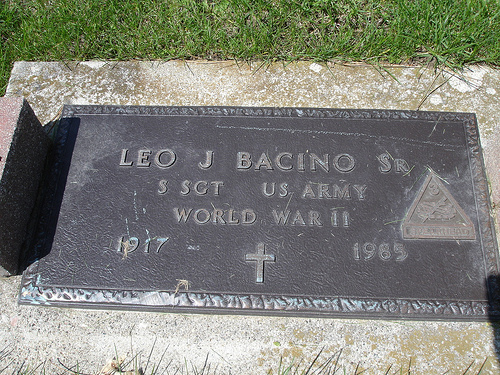 LEO J BACINO SR
S SGT US ARMY
WORLD WAR II
1917 1965